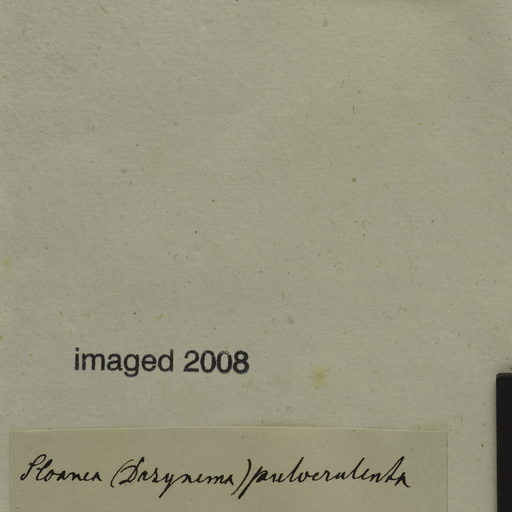 imaged 2008
Sloanea (Dasynema) pulverulenta